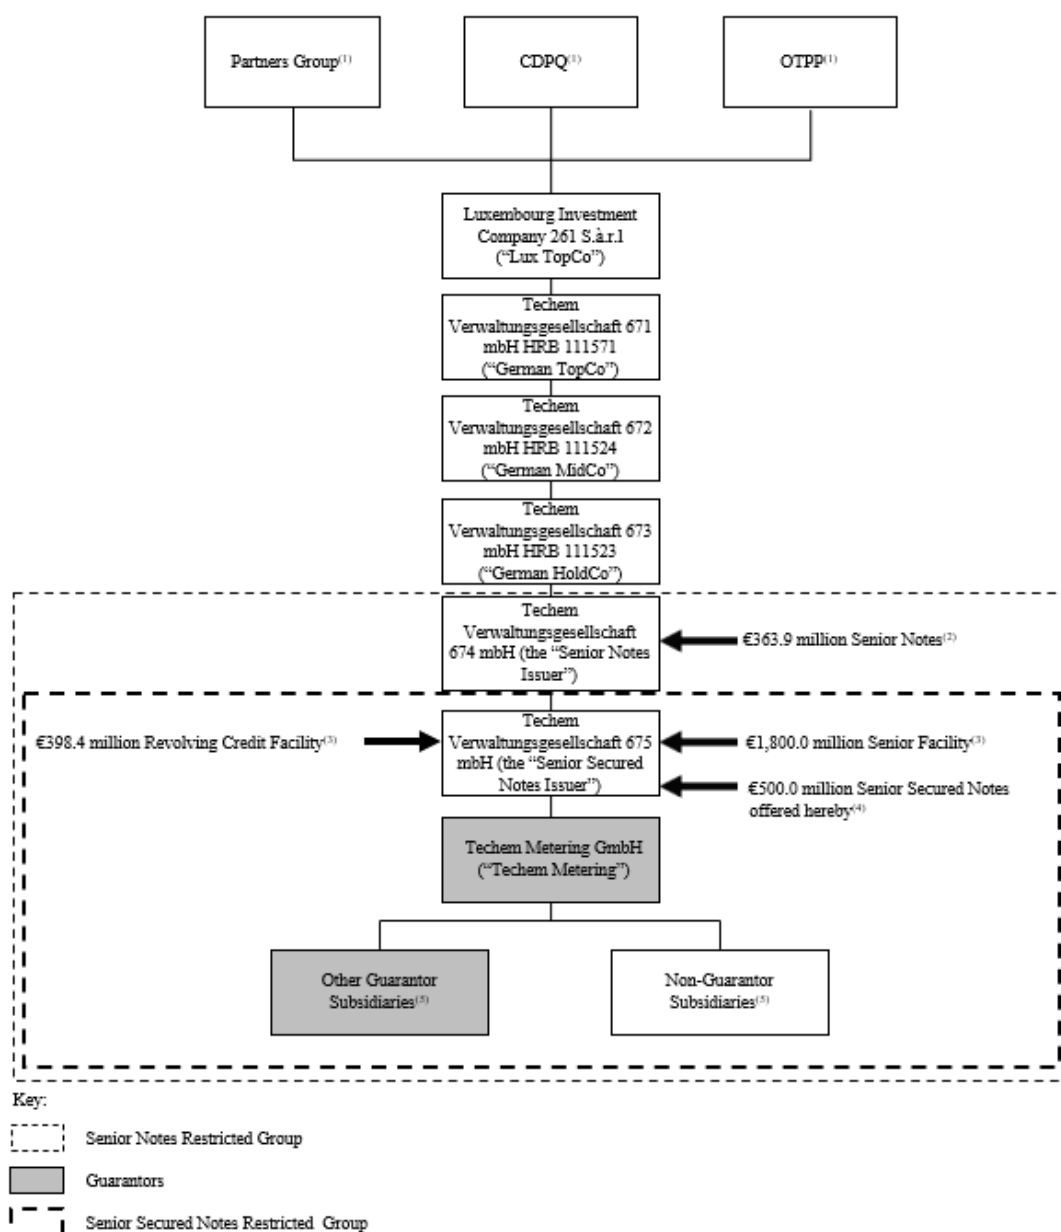 Partners Group(1)
CDPQ(1)
OTPP(1)
Luxembourg Investment
Company 261 S.à.r.l
(“Lux TopCo”)
Techem
Verwaltungsgesellschaft 671
mbH HRB 111571
(“German TopCo”)
Techem
Verwaltungsgesellschaft 672
mbH HRB 111524
(“German MidCo”)
Techem
Verwaltungsgesellschaft 673
mbH HRB 111523
(“German HoldCo”)
Techem
Verwaltungsgesellschaft
674 mbH (the “Senior Notes
Issuer”)
€363.9 million Senior Notes(2)
€398.4 million Revolving Credit Facility(3)
Techem
Verwaltungsgesellschaft 675
mbH (the “Senior Secured
Notes Issuer”)
€1,800.0 million Senior Facility(3)
€500.0 million Senior Secured Notes
offered hereby(4)
Techem Metering GmbH
(“Techem Metering”)
Other Guarantor
Subsidiaries(5)
Non-Guarantor
Subsidiaries(5)
Key:
Senior Notes Restricted Group
Guarantors
Senior Secured Notes Restricted Group